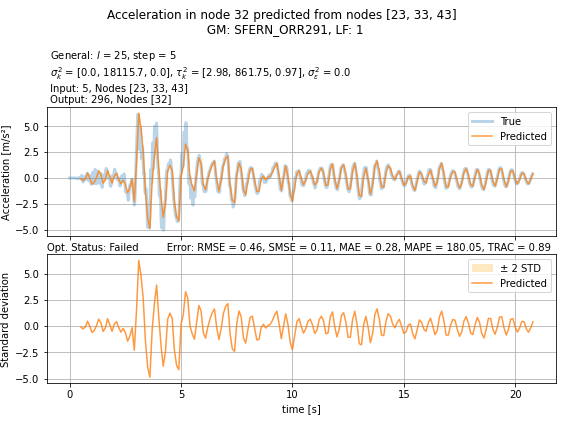 Acceleration in node 32 predicted from nodes [23, 33, 43]
GM: SFERN_ORR291, LF: 1
General: l = 25, step = 5
σ²ₖ = [0.0, 18115.7, 0.0], τ²ₖ = [2.98, 861.75, 0.97], σ²ε = 0.0
Input: 5, Nodes [23, 33, 43]
Output: 296, Nodes [32]
Acceleration [m/s²]
5.0
2.5
0.0
−2.5
−5.0
True
Predicted
Opt. Status: Failed
Error: RMSE = 0.46, SMSE = 0.11, MAE = 0.28, MAPE = 180.05, TRAC = 0.89
Standard deviation
5.0
2.5
0.0
−2.5
−5.0
± 2 STD
Predicted
0
5
10
15
20
time [s]